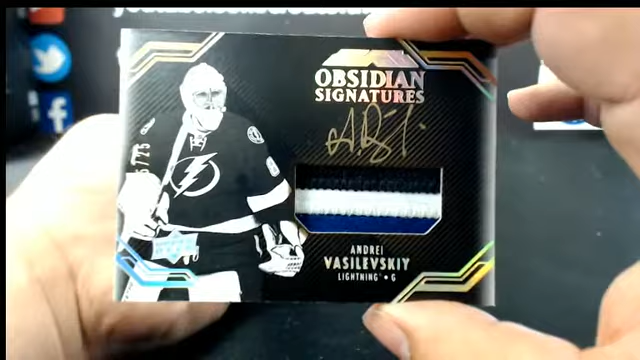 OBSIDIAN
SIGNATURES
ANDREI
VASILEVSKIY
LIGHTNING • G